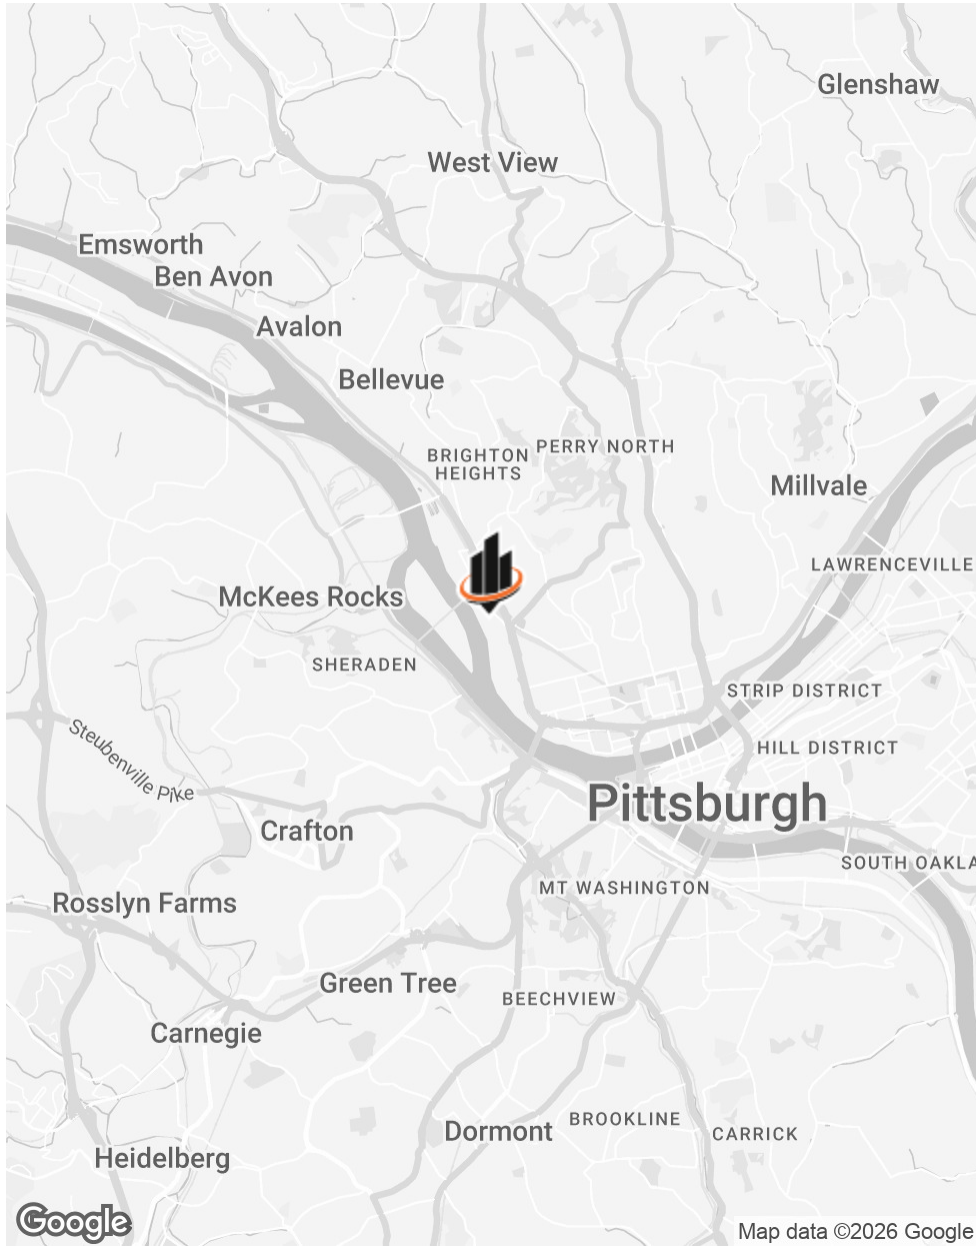 Glenshaw
West View
Emsworth
Ben Avon
Avalon
Bellevue
BRIGHTON
HEIGHTS
PERRY NORTH
Millvale
LAWRENCEVILLE
McKees Rocks
SHERADEN
STRIP DISTRICT
Steubenville Pike
HILL DISTRICT
Pittsburgh
Crafton
SOUTH OAKLA
MT WASHINGTON
Rosslyn Farms
Green Tree
BEECHVIEW
Carnegie
BROOKLINE
Dormont
CARRICK
Heidelberg
Google
Map data ©2026 Google